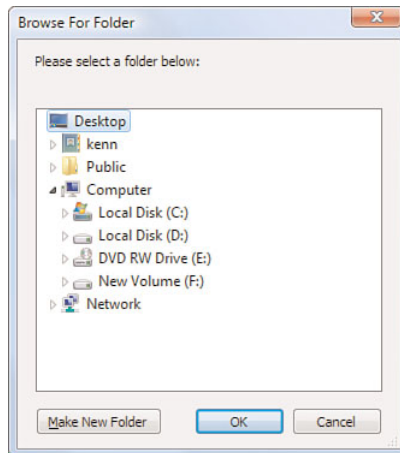 Browse For Folder
Please select a folder below:
Desktop
kenn
Public
Computer
Local Disk (C:)
Local Disk (D:)
DVD RW Drive (E:)
New Volume (F:)
Network
Make New Folder
OK
Cancel